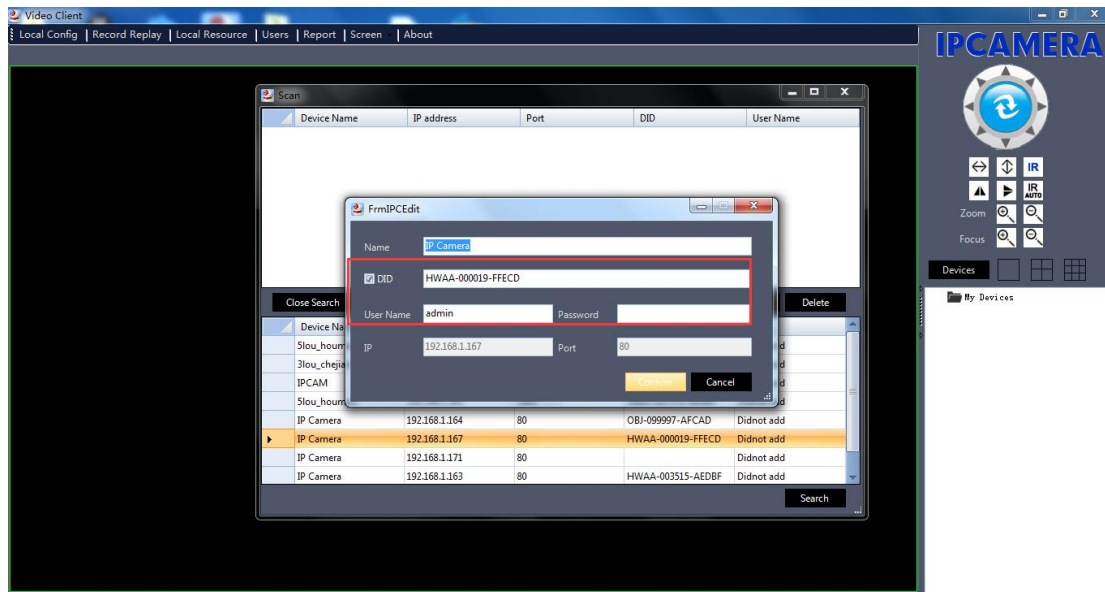 Video Client
Local Config | Record Replay | Local Resource | Users | Report | Screen | About
IPCAMERA
Scan
Device Name IP address Port DID User Name
IR
IR AUTO
Zoom
Focus
Devices
My Devices
FrmIPCEdit
Name IP Camera
DID HWAA-000019-FFECD
User Name admin Password
IP 192.168.1.167 Port 80
Confirm Cancel
Close Search Delete
Device Na
5lou_houm
3lou_chejia
IPCAM
5lou_houm
IP Camera 192.168.1.164 80 OBJ-099997-AFCAD Didnot add
IP Camera 192.168.1.167 80 HWAA-000019-FFECD Didnot add
IP Camera 192.168.1.171 80 Didnot add
IP Camera 192.168.1.163 80 HWAA-003515-AEDBF Didnot add
Search